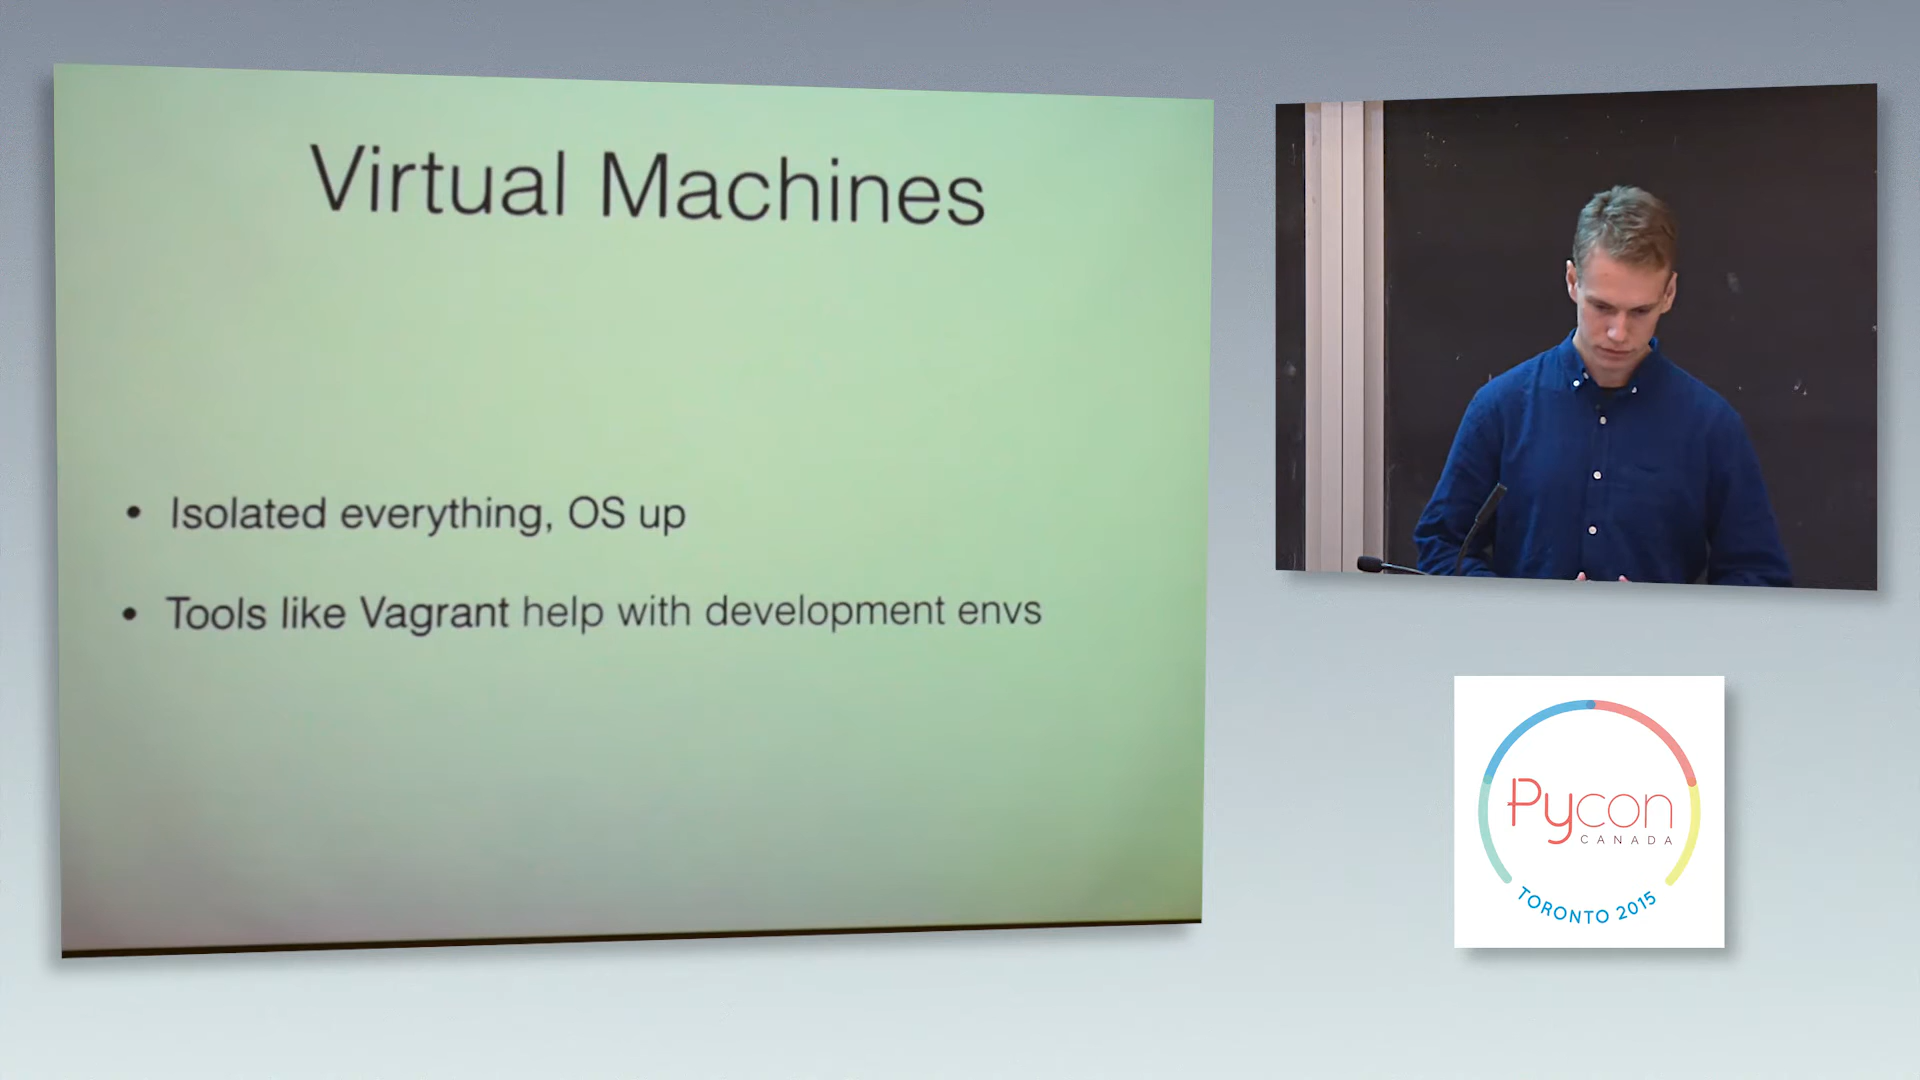 Virtual Machines
• Isolated everything, OS up
• Tools like Vagrant help with development envs
Pycon
CANADA
TORONTO 2015